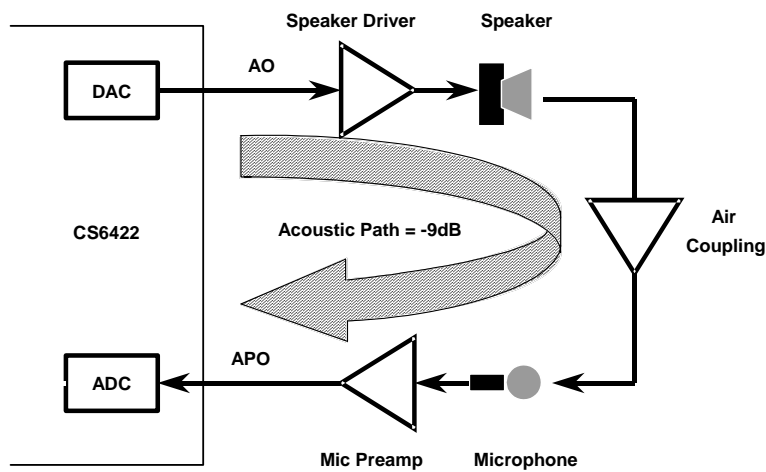 Speaker Driver
Speaker
AO
DAC
CS6422
Acoustic Path = -9dB
Air
Coupling
APO
ADC
Mic Preamp
Microphone